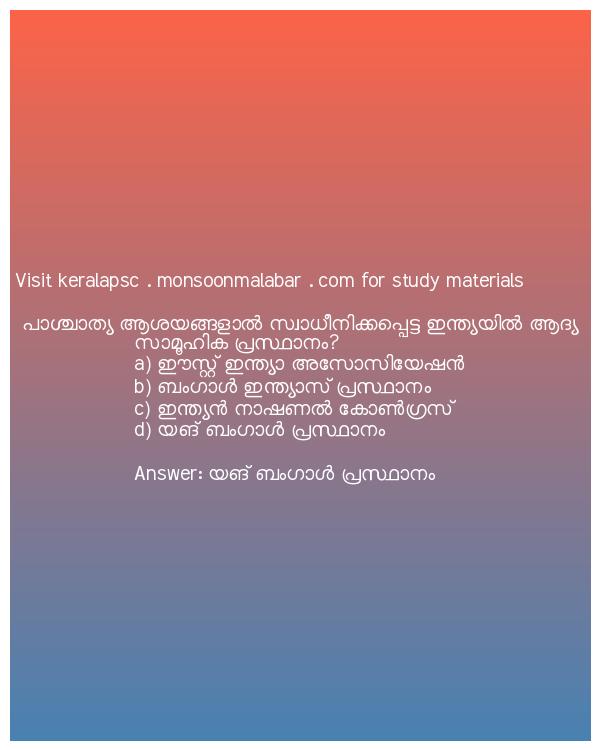 Visit keralapsc . monsoonmalabar . com for study materials
പാശ്ചാത്യ ആശയങ്ങളാൽ സ്വാധീനിക്കപ്പെട്ട ഇന്ത്യയിൽ ആദ്യ
സാമൂഹിക പ്രസ്ഥാനം?
a) ഈസ്റ്റ് ഇന്ത്യാ അസോസിയേഷൻ
b) ബംഗാൾ ഇന്ത്യാസ് പ്രസ്ഥാനം
c) ഇന്ത്യൻ നാഷണൽ കോൺഗ്രസ്
d) യങ് ബംഗാൾ പ്രസ്ഥാനം
Answer: യങ് ബംഗാൾ പ്രസ്ഥാനം